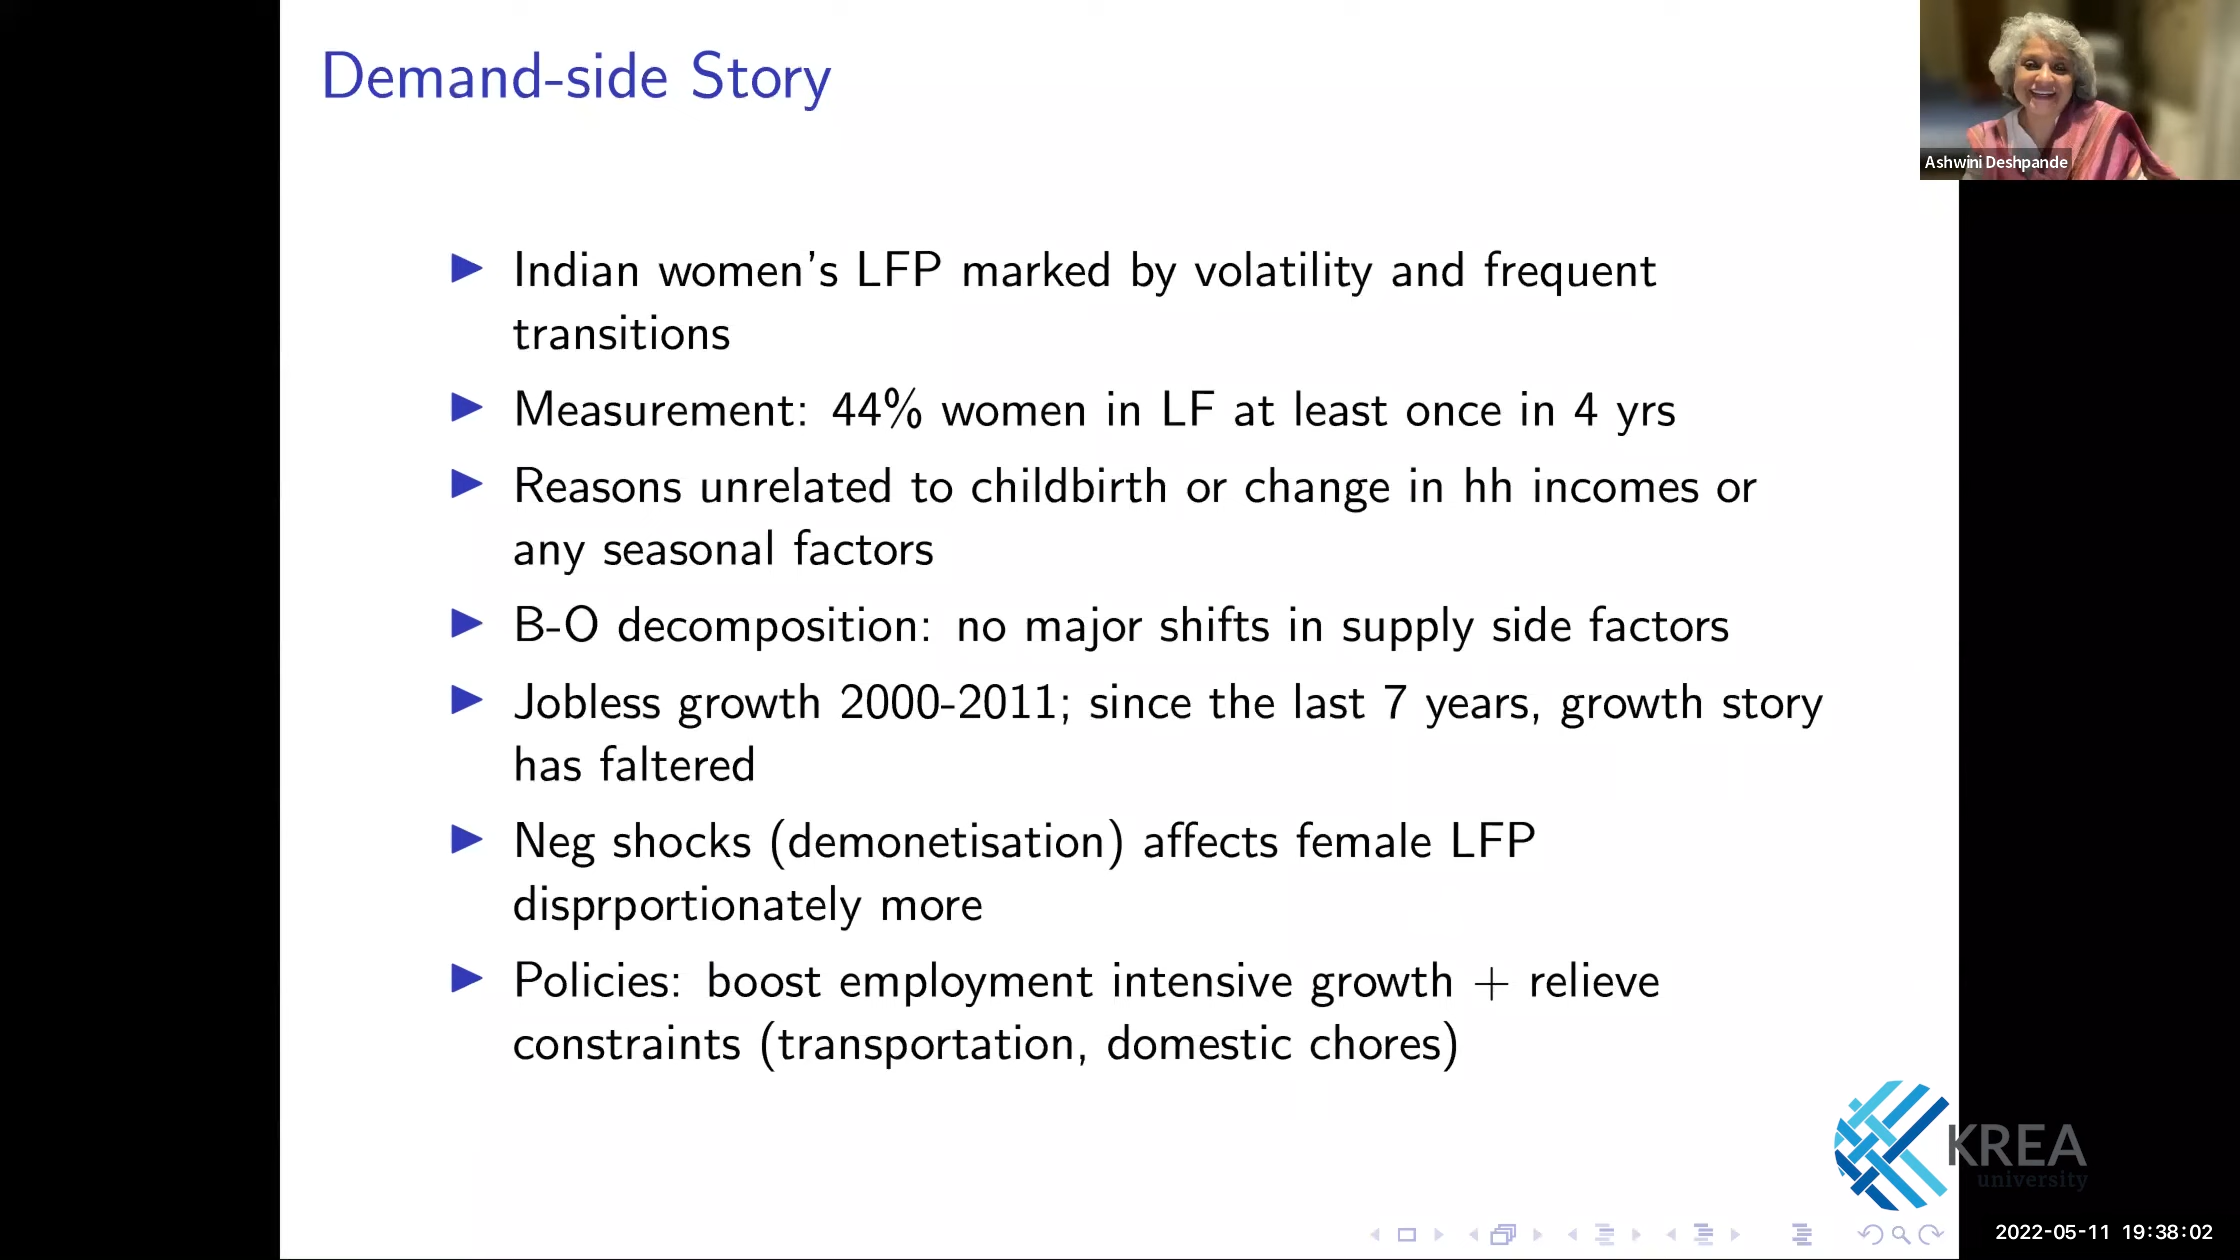 Demand-side Story
Ashwini Deshpande
Indian women's LFP marked by volatility and frequent
transitions
Measurement: 44% women in LF at least once in 4 yrs
Reasons unrelated to childbirth or change in hh incomes or
any seasonal factors
B-O decomposition: no major shifts in supply side factors
Jobless growth 2000-2011; since the last 7 years, growth story
has faltered
Neg shocks (demonetisation) affects female LFP
disprportionately more
Policies: boost employment intensive growth + relieve
constraints (transportation, domestic chores)
KREA
university
2022-05-11 19:38:02